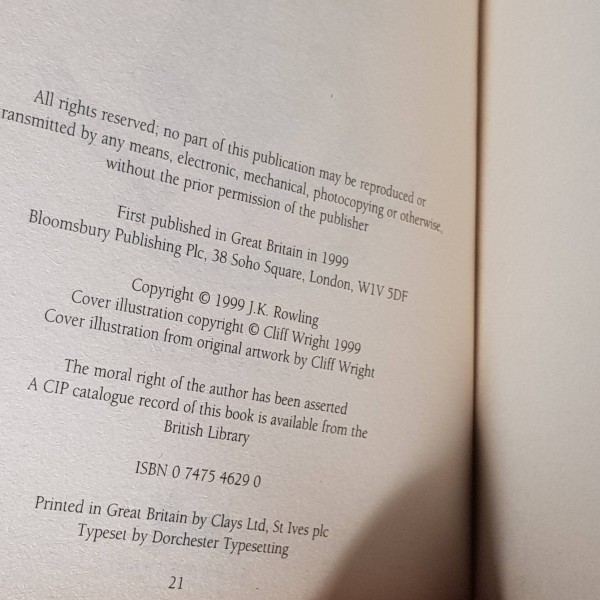 All rights reserved; no part of this publication may be reproduced or
ransmitted by any means, electronic, mechanical, photocopying or otherwise,
without the prior permission of the publisher
First published in Great Britain in 1999
Bloomsbury Publishing Plc, 38 Soho Square, London, W1V 5DF
Copyright © 1999 J.K. Rowling
Cover illustration copyright © Cliff Wright 1999
Cover illustration from original artwork by Cliff Wright
The moral right of the author has been asserted
A CIP catalogue record of this book is available from the
British Library
ISBN 0 7475 4629 0
Printed in Great Britain by Clays Ltd, St Ives plc
Typeset by Dorchester Typesetting
21